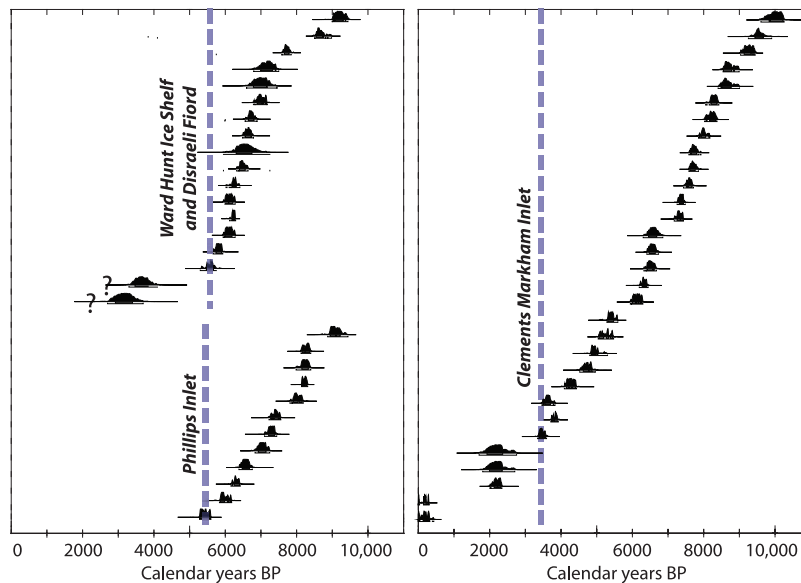 Ward Hunt Ice Shelf
and Disraeli Fiord
?
?
Phillips Inlet
Clements Markham Inlet
0 2000 4000 6000 8000 10,000
0 2000 4000 6000 8000 10,000
Calendar years BP
Calendar years BP